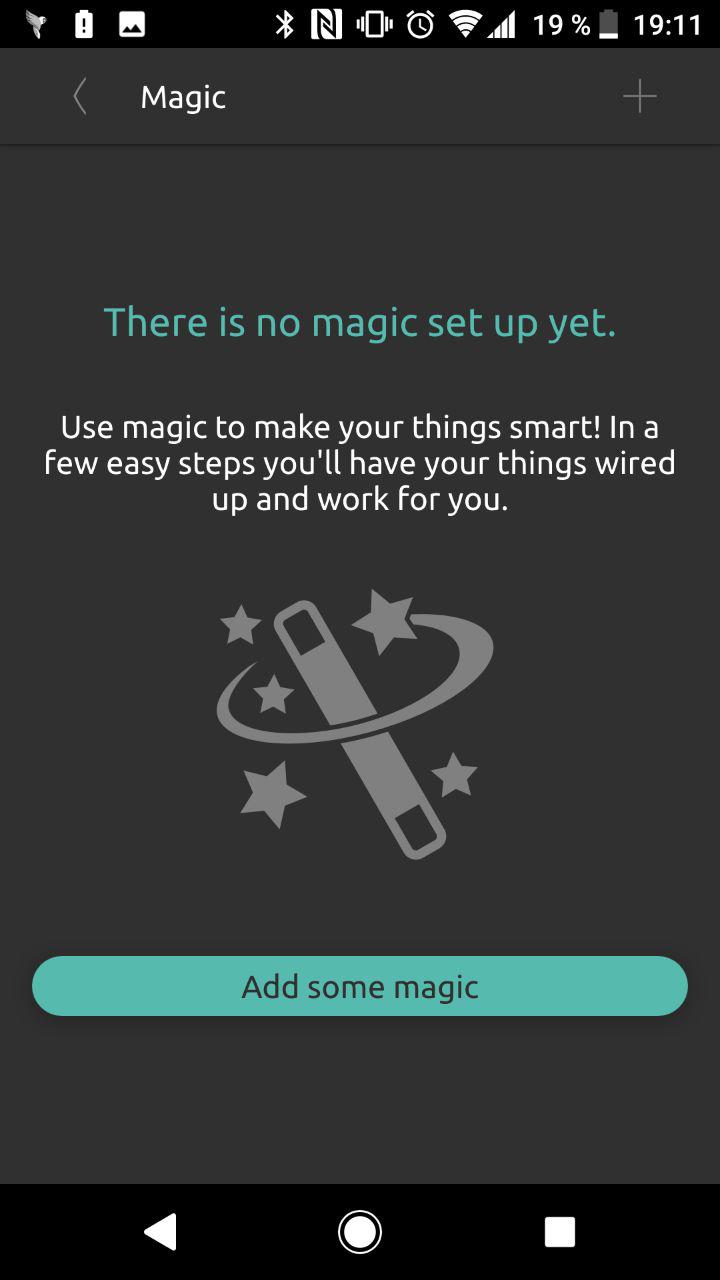 19 % 19:11
Magic
There is no magic set up yet.
Use magic to make your things smart! In a
few easy steps you'll have your things wired
up and work for you.
Add some magic